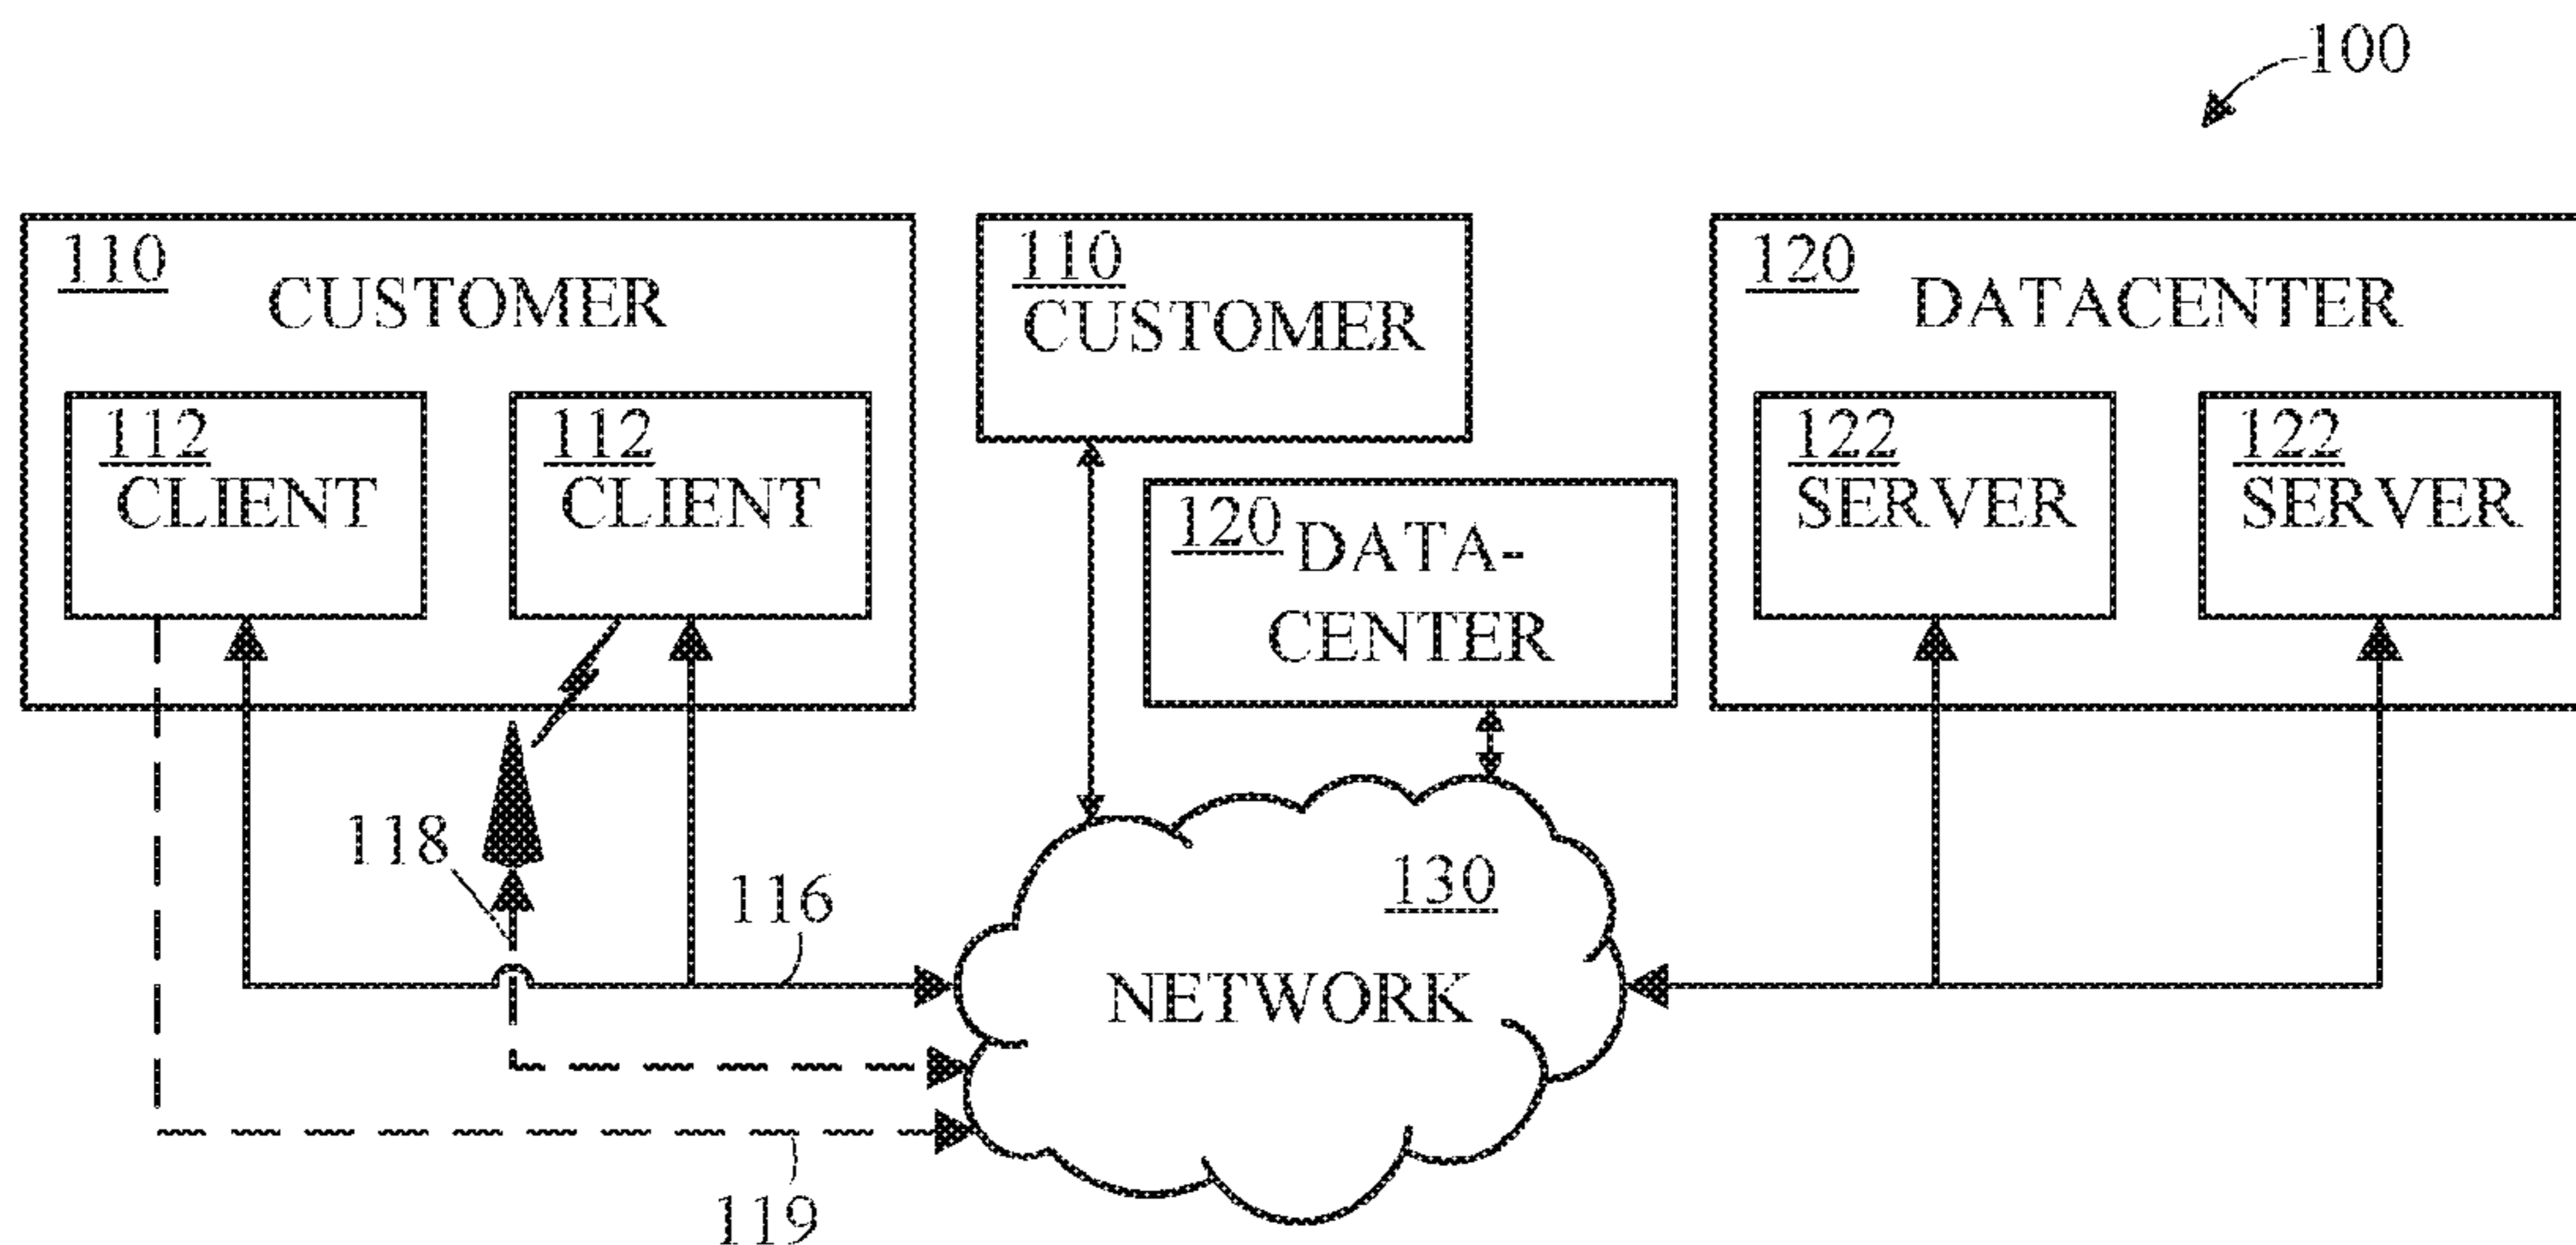 100
110
CUSTOMER
112
CLIENT
112
CLIENT
110
CUSTOMER
120
DATA-
CENTER
120
DATACENTER
122
SERVER
122
SERVER
118
116
130
NETWORK
119